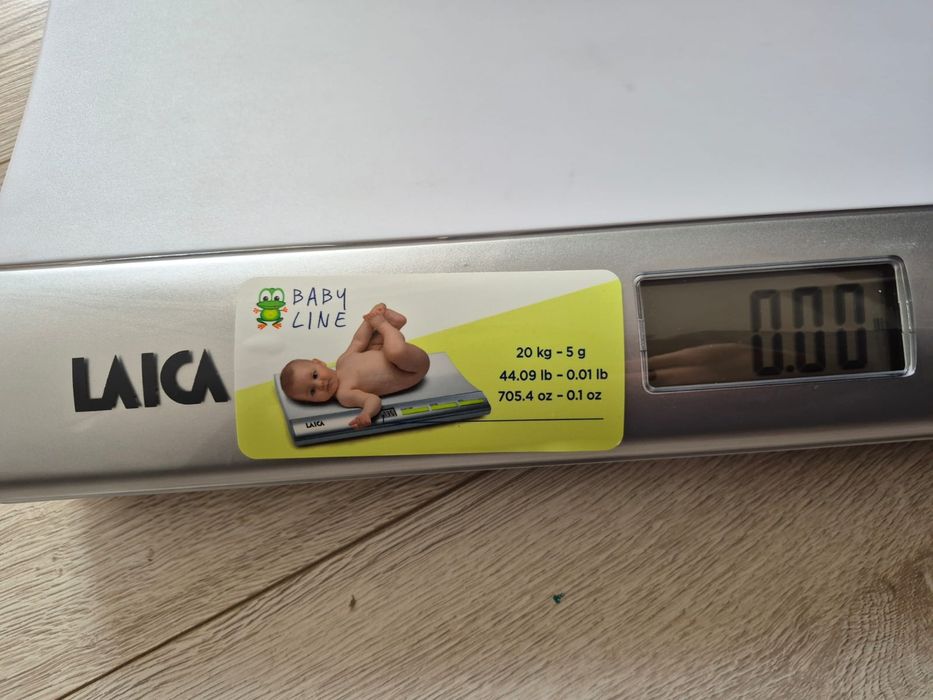 BABY
LINE
LAICA
20 kg - 5 g
44.09 lb - 0.01 lb
705.4 oz - 0.1 oz
LAICA
0.00